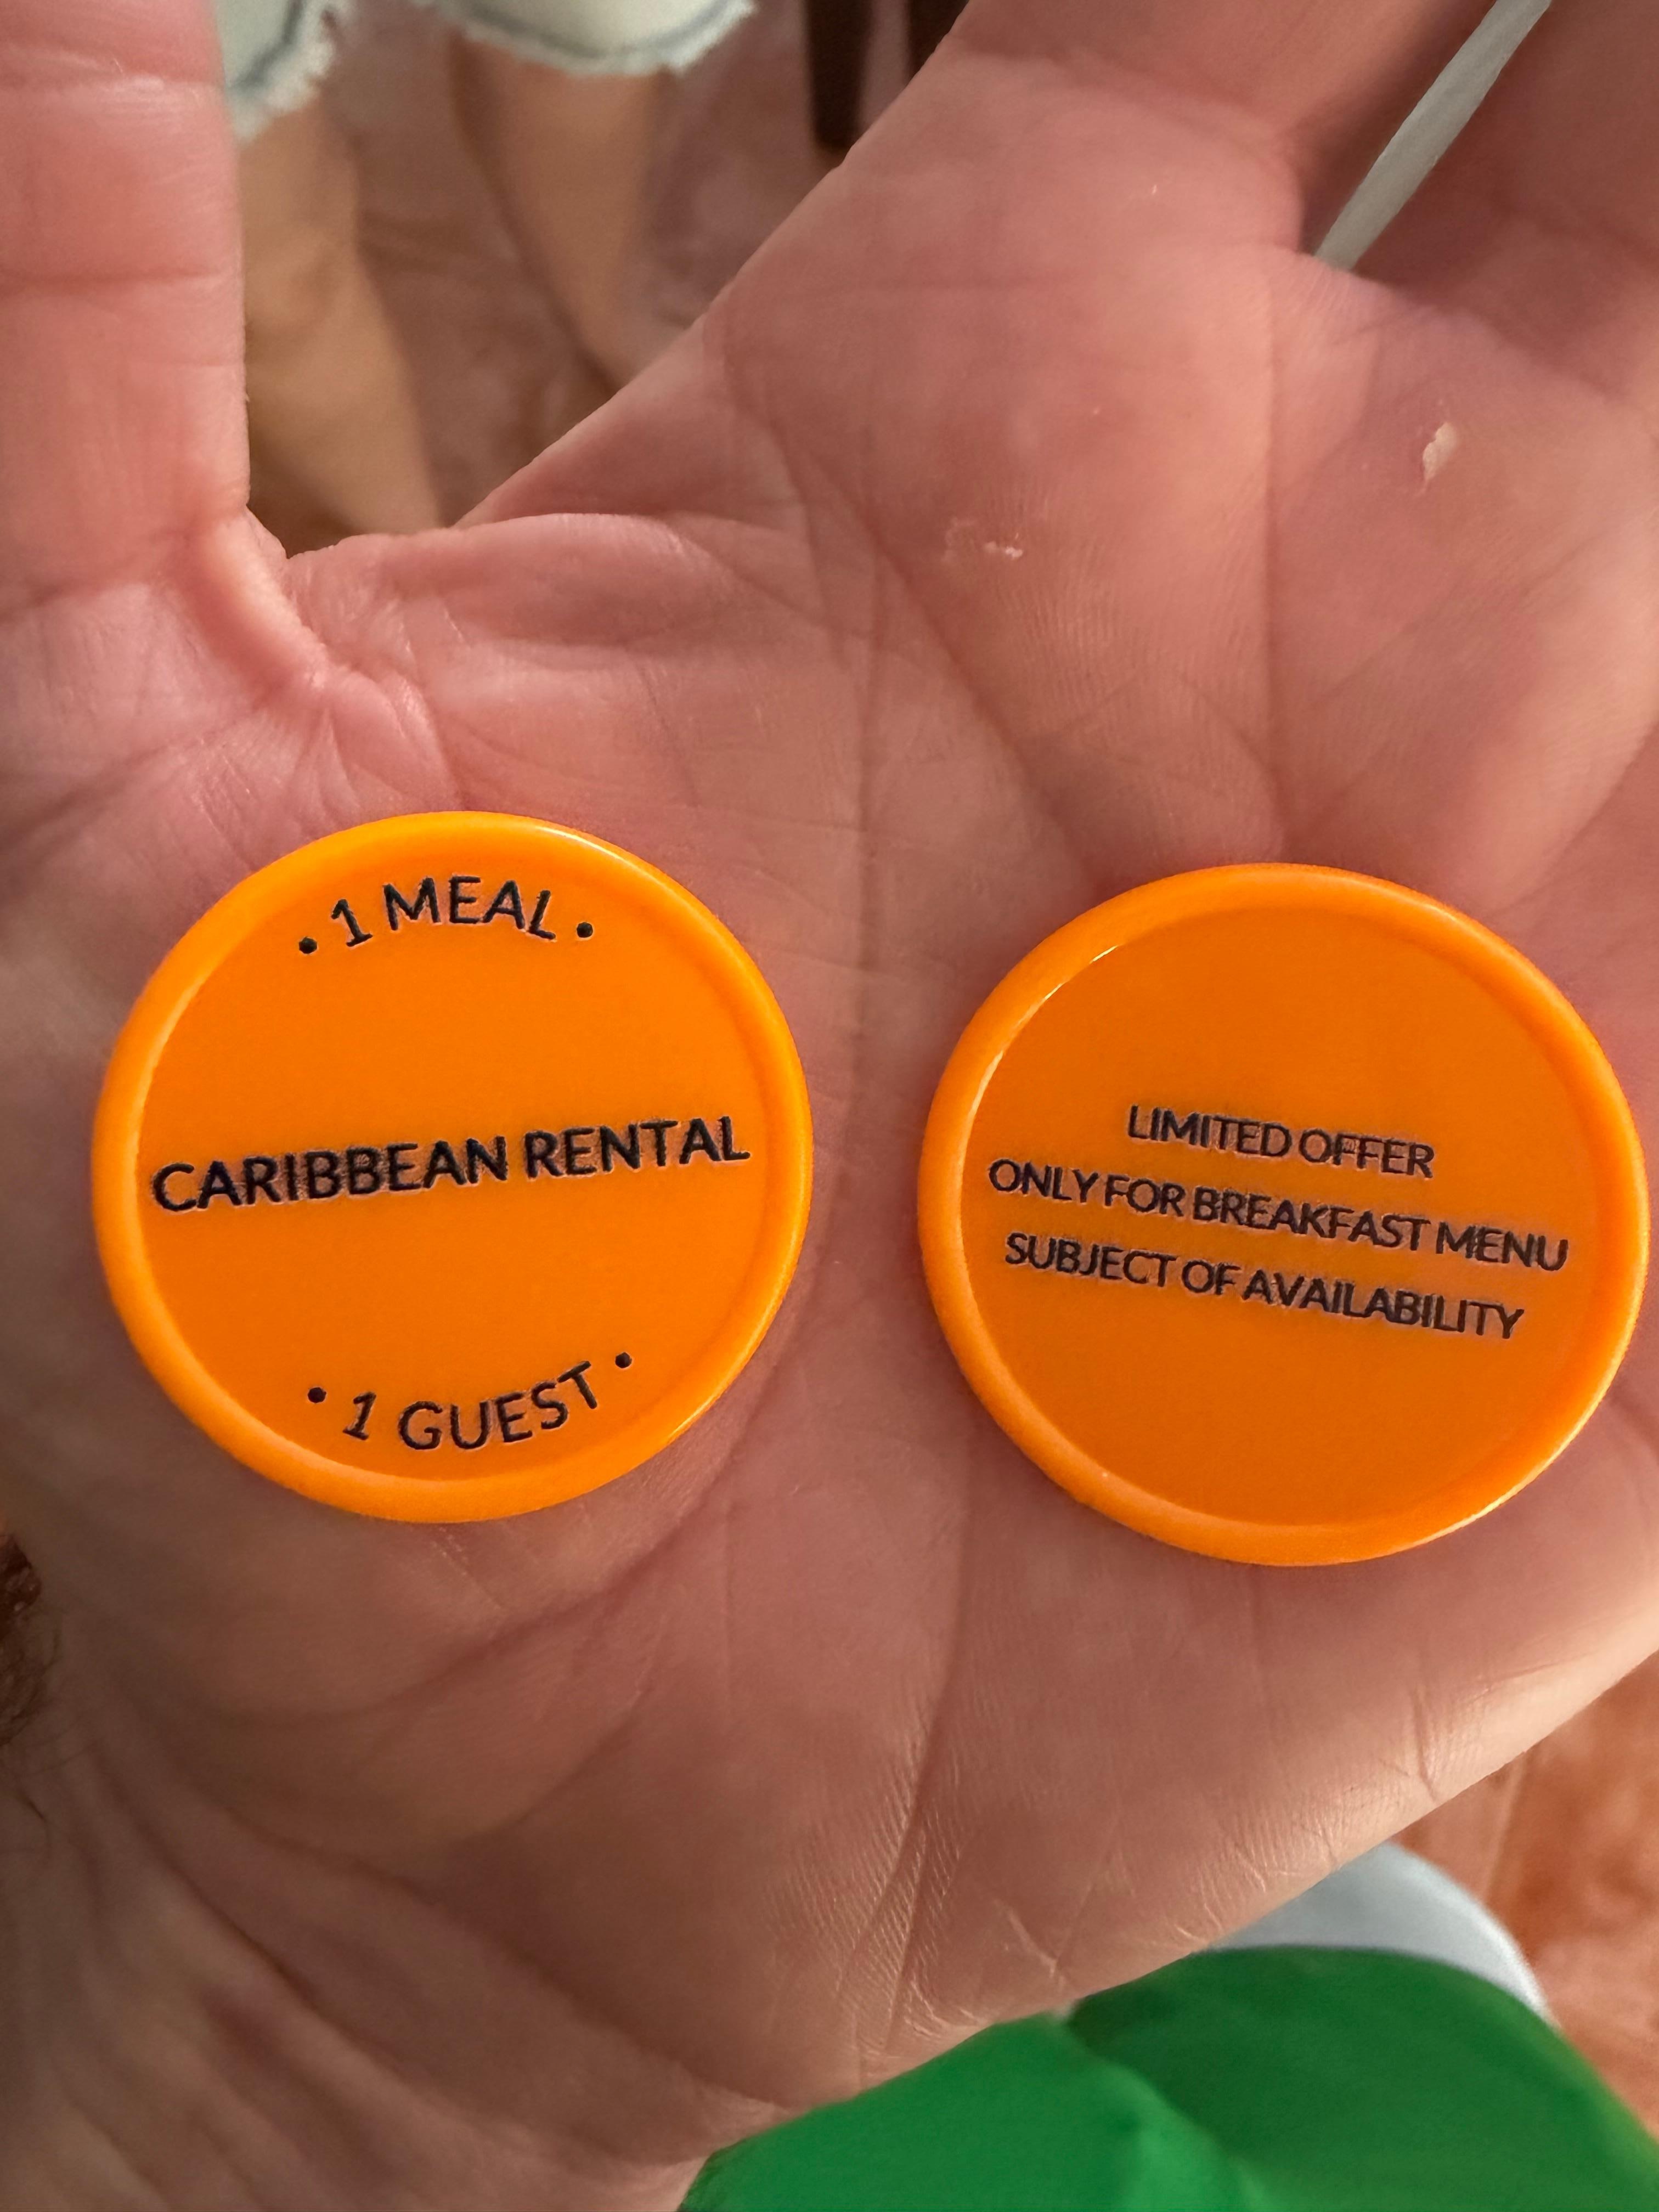 • 1 MEAL •
CARIBBEAN RENTAL
• 1 GUEST •
LIMITED OFFER
ONLY FOR BREAKFAST MENU
SUBJECT OF AVAILABILITY